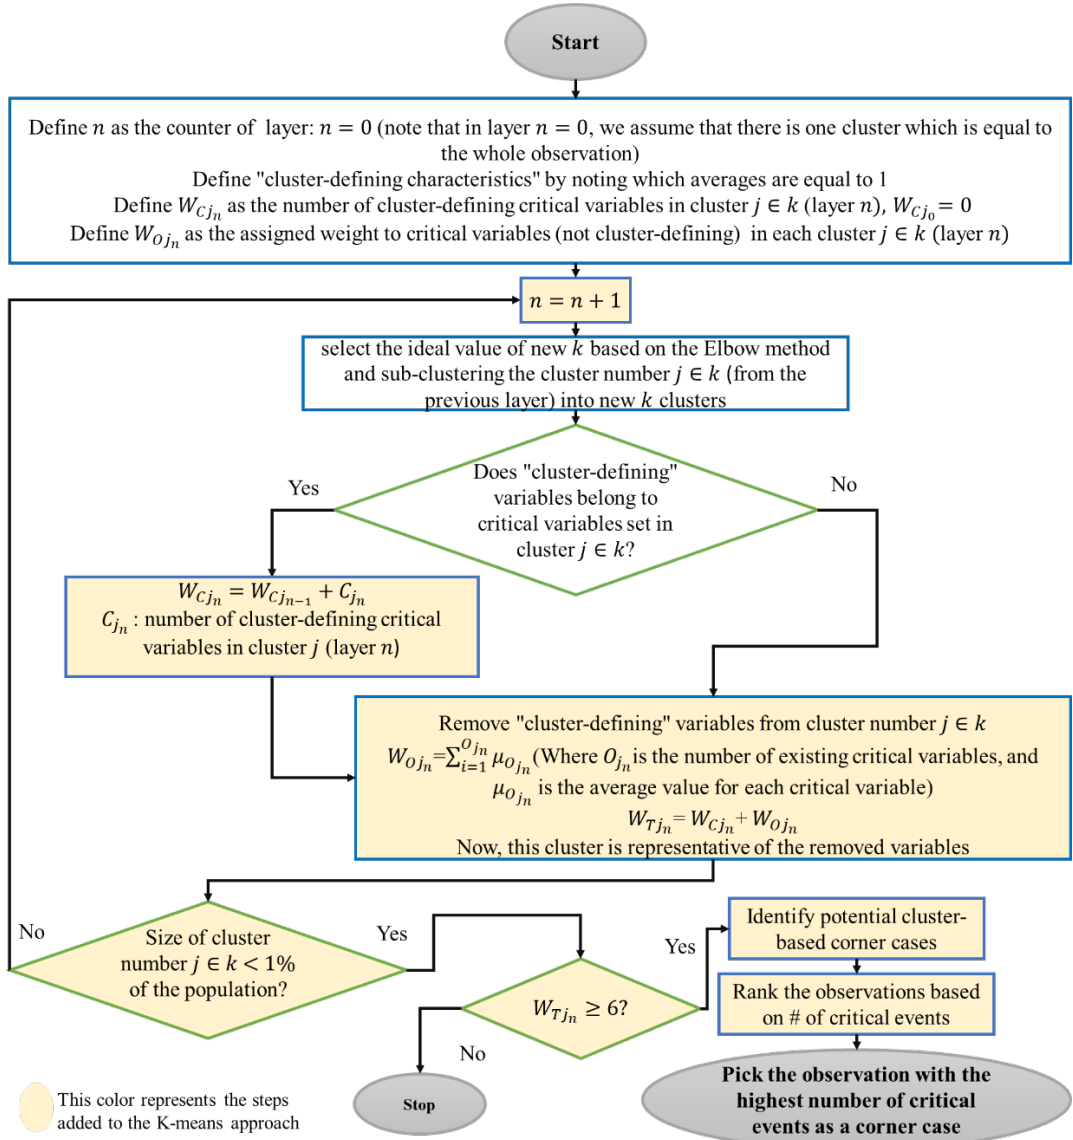 Start
Define n as the counter of layer: n = 0 (note that in layer n = 0, we assume that there is one cluster which is equal to
the whole observation)
Define "cluster-defining characteristics" by noting which averages are equal to 1
Define W_{Cj_n} as the number of cluster-defining critical variables in cluster j ∈ k (layer n), W_{Cj_0} = 0
Define W_{Oj_n} as the assigned weight to critical variables (not cluster-defining) in each cluster j ∈ k (layer n)
n = n + 1
select the ideal value of new k based on the Elbow method
and sub-clustering the cluster number j ∈ k (from the
previous layer) into new k clusters
Does "cluster-defining"
variables belong to
critical variables set in
cluster j ∈ k?
Yes
No
W_{Cj_n} = W_{Cj_{n-1}} + C_{j_n}
C_{j_n} : number of cluster-defining critical
variables in cluster j (layer n)
Remove "cluster-defining" variables from cluster number j ∈ k
W_{Oj_n}=∑_{i=1}^{O_{j_n}} μ_{O_{j_n}}(Where O_{j_n} is the number of existing critical variables, and
μ_{O_{j_n}} is the average value for each critical variable)
W_{Tj_n}= W_{Cj_n}+ W_{Oj_n}
Now, this cluster is representative of the removed variables
No
Size of cluster
number j ∈ k < 1%
of the population?
Yes
W_{Tj_n} ≥ 6?
Yes
No
Identify potential cluster-
based corner cases
Rank the observations based
on # of critical events
Stop
Pick the observation with the
highest number of critical
events as a corner case
This color represents the steps
added to the K-means approach